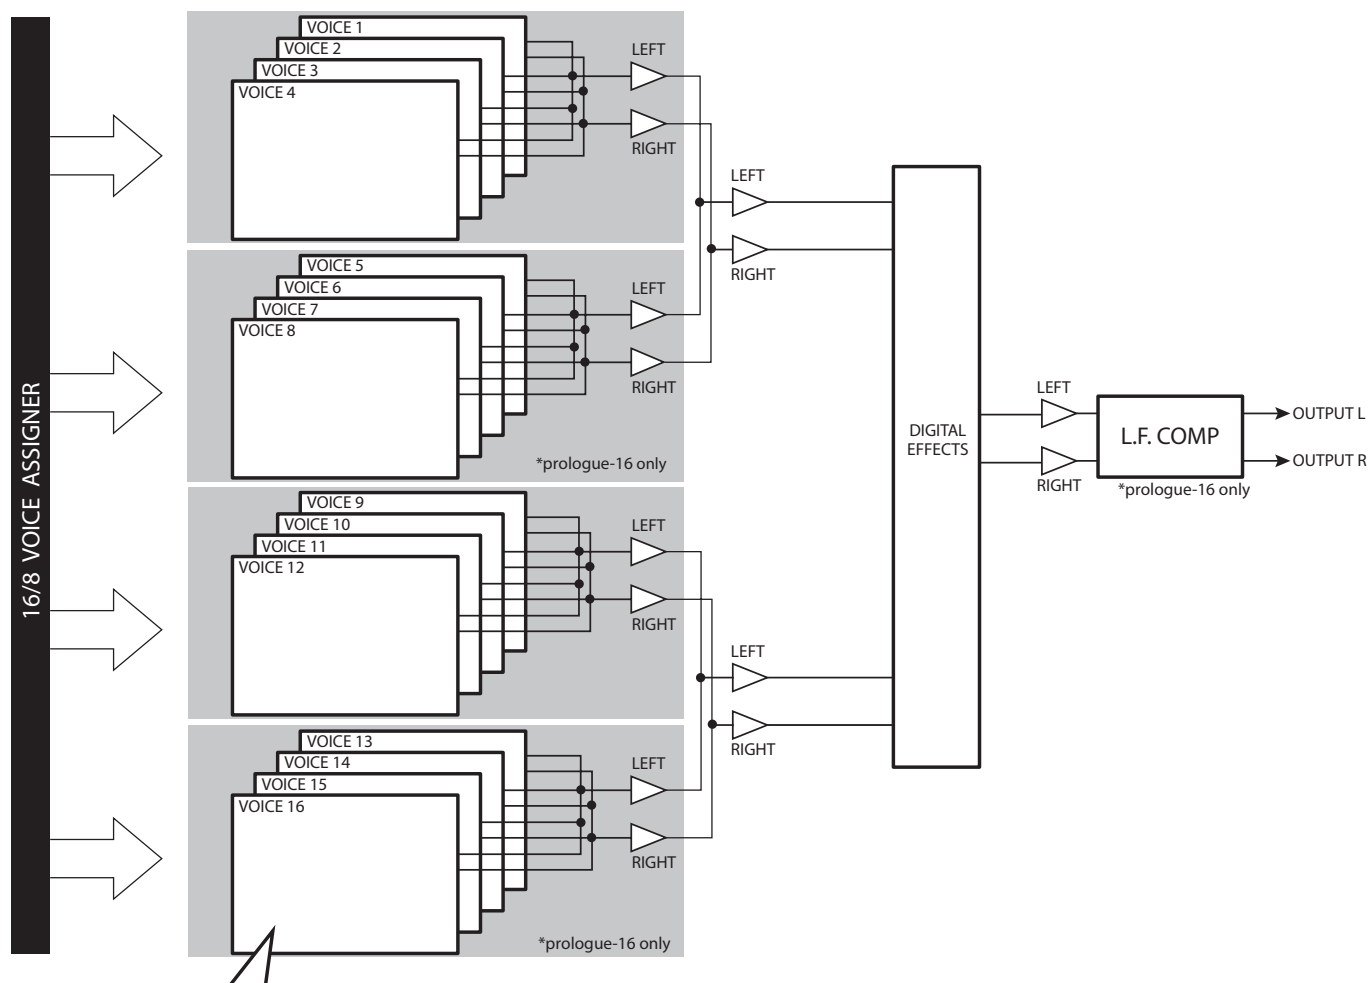 16/8 VOICE ASSIGNER
VOICE 1
VOICE 2
VOICE 3
VOICE 4
LEFT
RIGHT
VOICE 5
VOICE 6
VOICE 7
VOICE 8
LEFT
RIGHT
*prologue-16 only
VOICE 9
VOICE 10
VOICE 11
VOICE 12
LEFT
RIGHT
VOICE 13
VOICE 14
VOICE 15
VOICE 16
LEFT
RIGHT
*prologue-16 only
LEFT
RIGHT
LEFT
RIGHT
DIGITAL
EFFECTS
LEFT
RIGHT
L.F. COMP
*prologue-16 only
OUTPUT L
OUTPUT R